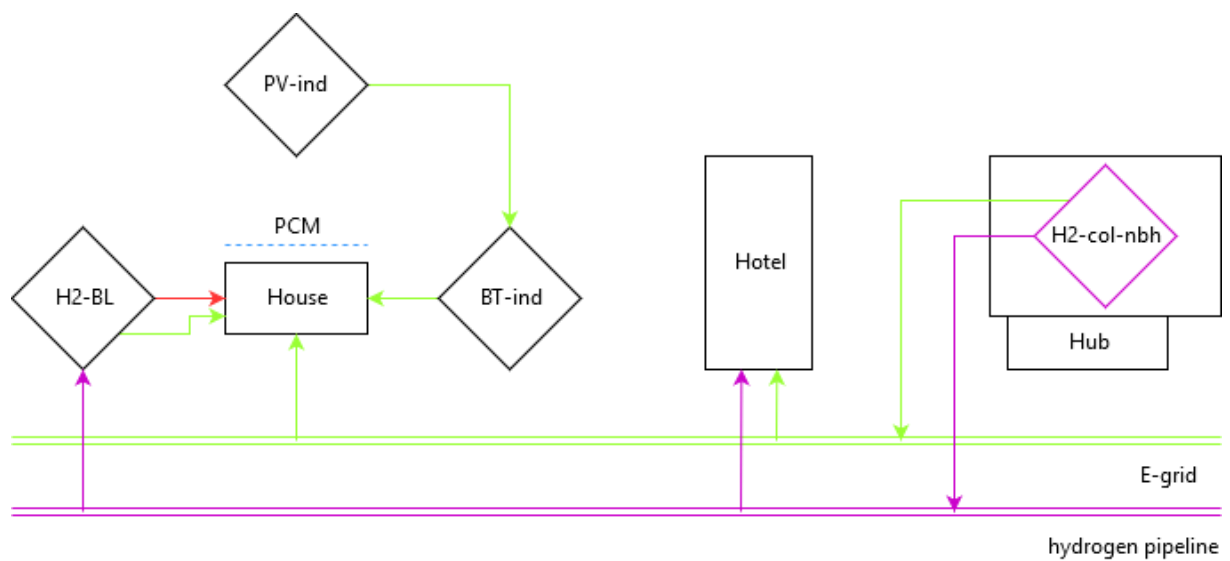 PV-ind
PCM
H2-BL
House
BT-ind
Hotel
H2-col-nbh
Hub
E-grid
hydrogen pipeline